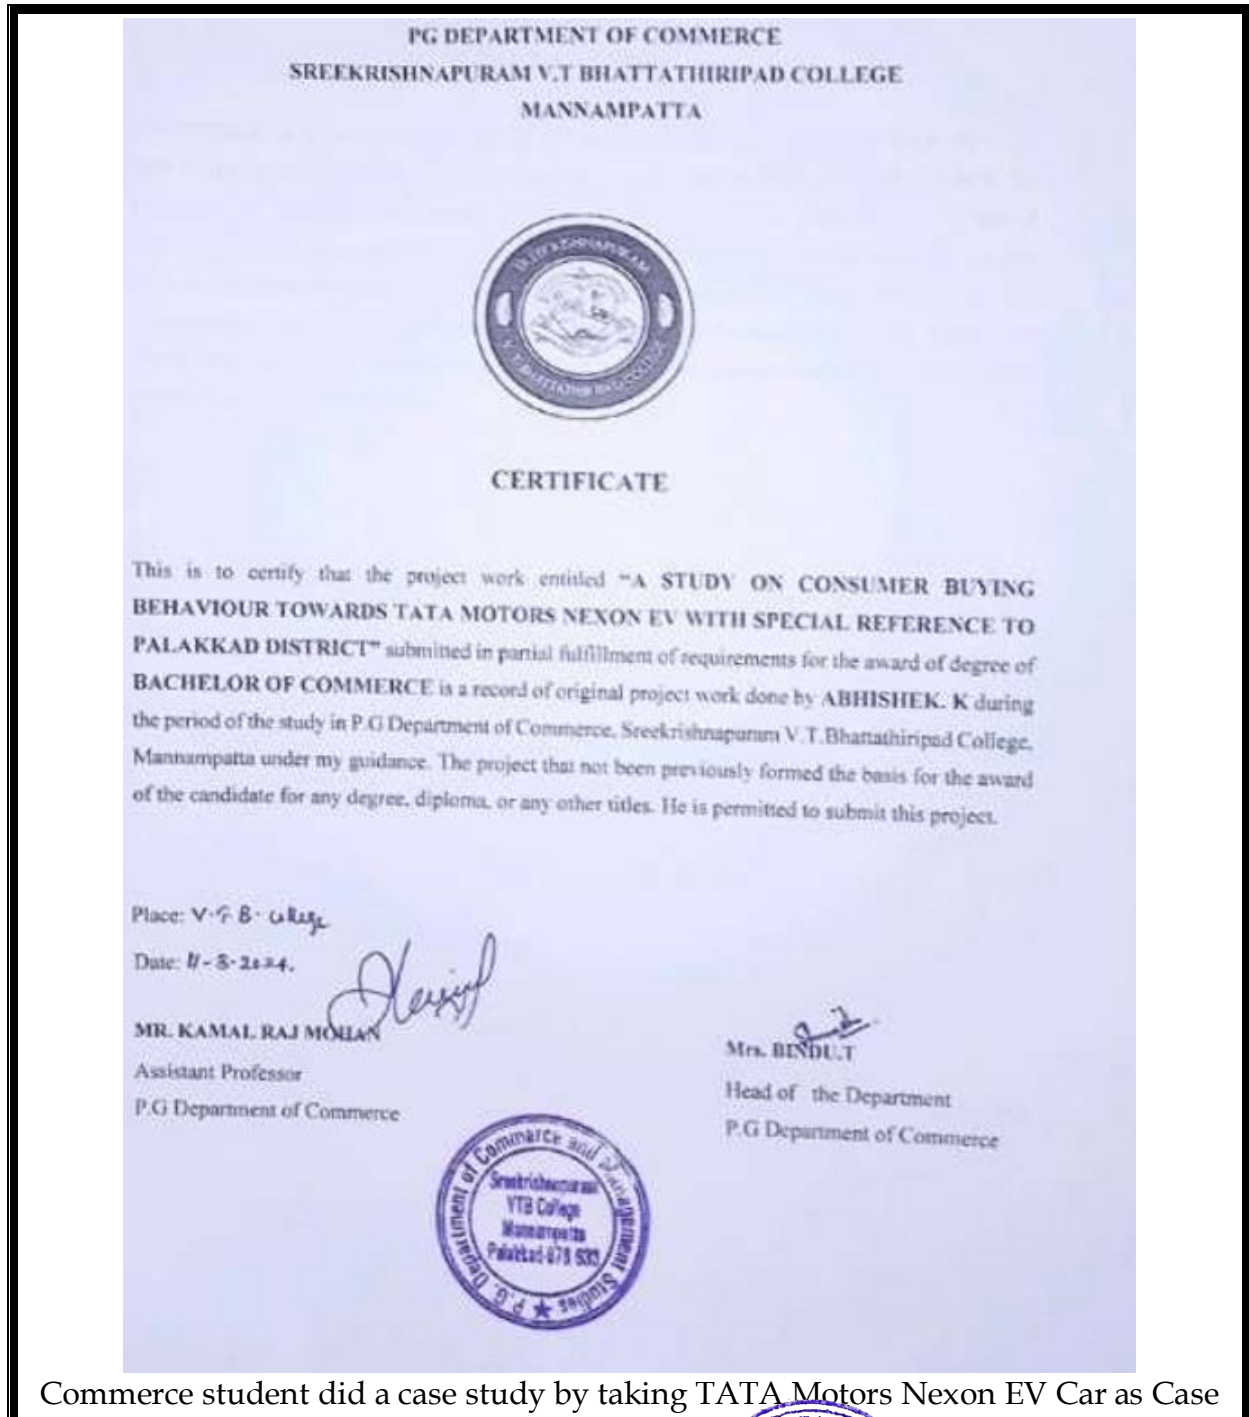 PG DEPARTMENT OF COMMERCE
SREEKRISHNAPURAM V.T BHATTATHIRIPAD COLLEGE
MANNAMPATTA
CERTIFICATE
This is to certify that the project work entitled "A STUDY ON CONSUMER BUYING
BEHAVIOUR TOWARDS TATA MOTORS NEXON EV WITH SPECIAL REFERENCE TO
PALAKKAD DISTRICT" submitted in partial fulfillment of requirements for the award of degree of
BACHELOR OF COMMERCE is a record of original project work done by ABHISHEK. K during
the period of the study in P.G Department of Commerce, Sreekrishnapuram V.T.Bhattathiripad College,
Mannampatta under my guidance. The project that not been previously formed the basis for the award
of the candidate for any degree, diploma, or any other titles. He is permitted to submit this project.
Place: V.T.B. College
Date: 11-3-2024.
MR. KAMAL RAJ MOHAN
Assistant Professor
P.G Department of Commerce
Mrs. BINDU.T
Head of the Department
P.G Department of Commerce
P.G. Department of Commerce and Management Studies
Sreekrishnapuram
VTB College
Mannampatta
Palakkad-678 633
Commerce student did a case study by taking TATA Motors Nexon EV Car as Case